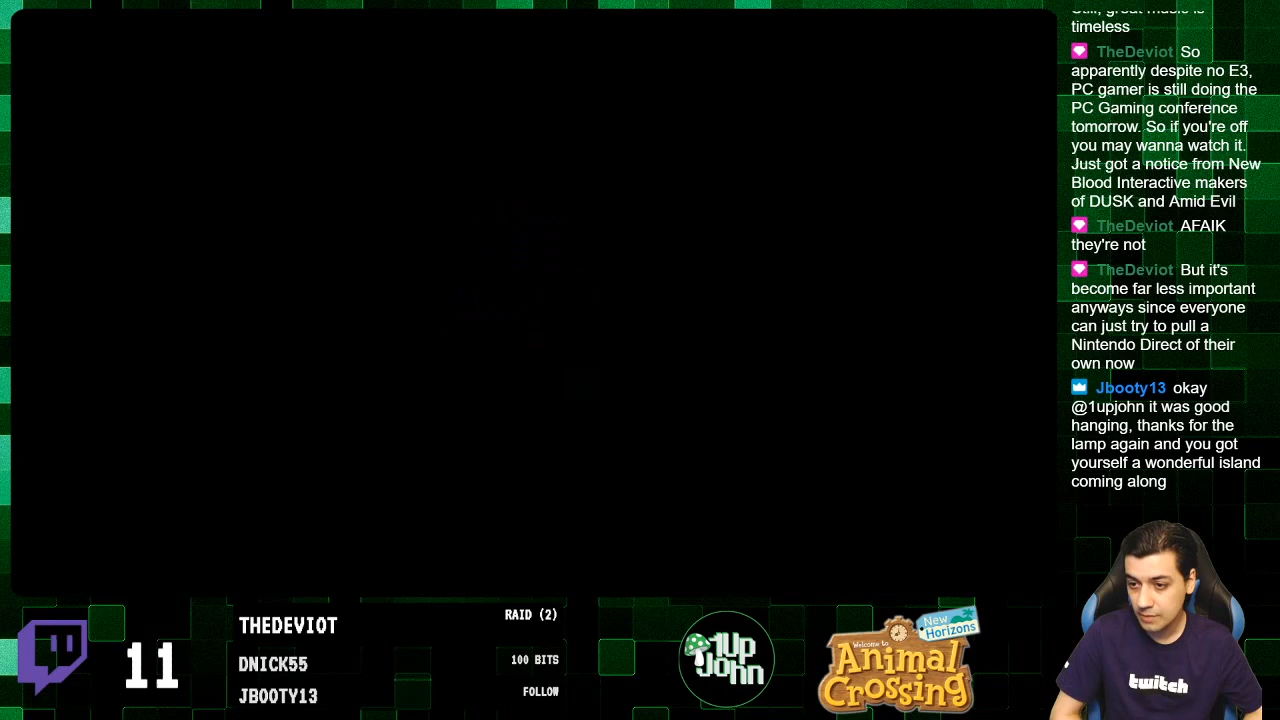 timeless
TheDeviot So
apparently despite no E3,
PC gamer is still doing the
PC Gaming conference
tomorrow. So if you're off
you may wanna watch it.
Just got a notice from New
Blood Interactive makers
of DUSK and Amid Evil
TheDeviot AFAIK
they're not
TheDeviot But it's
become far less important
anyways since everyone
can just try to pull a
Nintendo Direct of their
own now
Jbooty13 okay
@1upjohn it was good
hanging, thanks for the
lamp again and you got
yourself a wonderful island
coming along
11
THEDEVIOT RAID (2)
DNICK55 100 BITS
JBOOTY13 FOLLOW
1Up
John
New
Horizons
Welcome to
Animal
Crossing
twitch